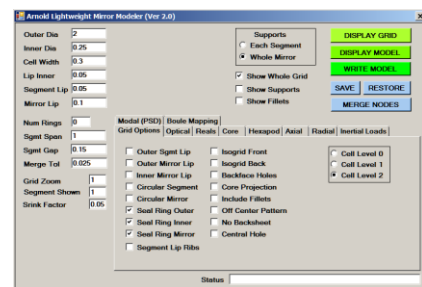 Arnold Lightweight Mirror Modeler (Ver 2.0)
Outer Dia 2
Inner Dia 0.25
Cell Width 0.3
Lip Inner 0.05
Segment Lip 0.05
Mirror Lip 0.1
Num Rings 0
Sgmt Span 1
Sgmt Gap 0.15
Merge Tol 0.025
Grid Zoom 1
Segment Shown 1
Srink Factor 0.05
Supports
Each Segment
Whole Mirror
Show Whole Grid
Show Supports
Show Fillets
DISPLAY GRID
DISPLAY MODEL
WRITE MODEL
SAVE RESTORE
MERGE NODES
Modal (PSD) Boule Mapping
Grid Options Optical Reals Core Hexapod Axial Radial Inertial Loads
Outer Sgmt Lip
Outer Mirror Lip
Inner Mirror Lip
Circular Segment
Circular Mirror
Seal Ring Outer
Seal Ring Inner
Seal Ring Mirror
Segment Lip Ribs
Isogrid Front
Isogrid Back
Backface Holes
Core Projection
Include Fillets
Off Center Pattern
No Backsheet
Central Hole
Cell Level 0
Cell Level 1
Cell Level 2
Status